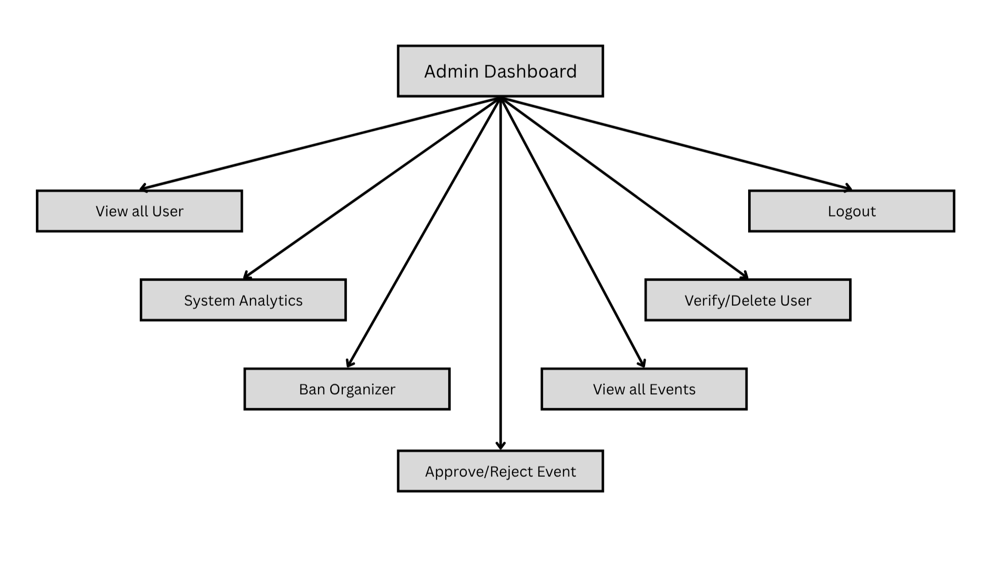 Admin Dashboard
View all User
Logout
System Analytics
Verify/Delete User
Ban Organizer
View all Events
Approve/Reject Event